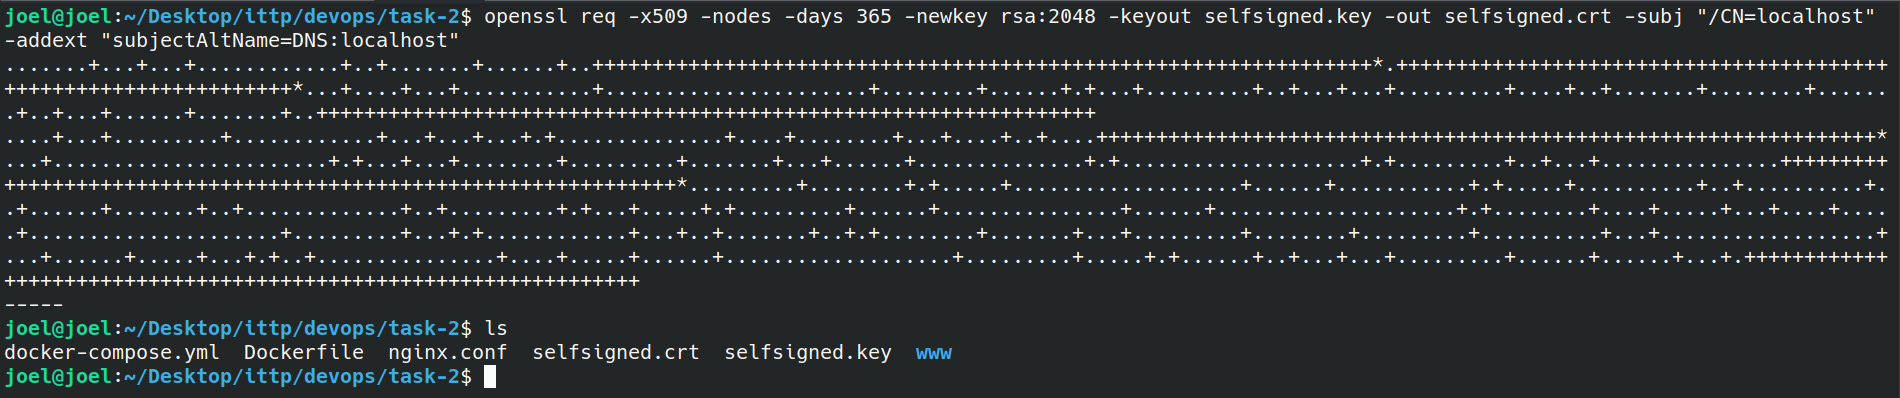 joel@joel:~/Desktop/ittp/devops/task-2$ openssl req -x509 -nodes -days 365 -newkey rsa:2048 -keyout selfsigned.key -out selfsigned.crt -subj "/CN=localhost"
-addext "subjectAltName=DNS:localhost"
-----
joel@joel:~/Desktop/ittp/devops/task-2$ ls
docker-compose.yml  Dockerfile  nginx.conf  selfsigned.crt  selfsigned.key  www
joel@joel:~/Desktop/ittp/devops/task-2$